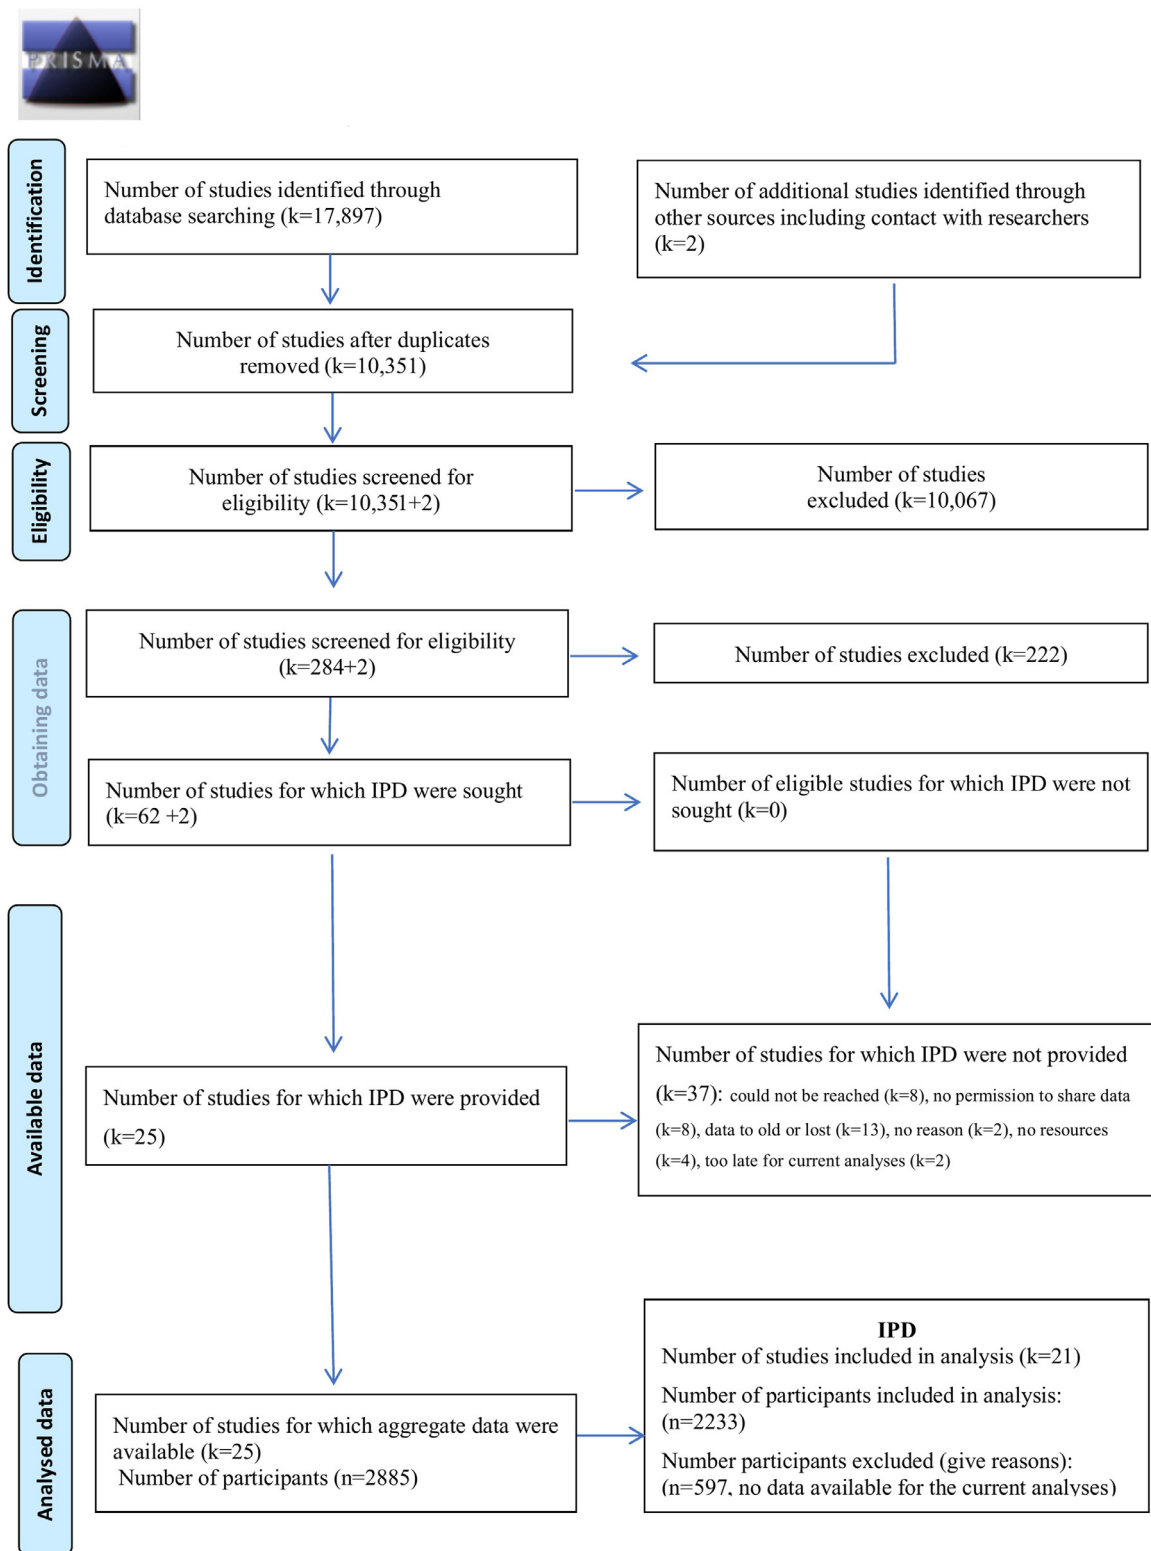 PRISMA
Identification
Number of studies identified through
database searching (k=17,897)
Number of additional studies identified through
other sources including contact with researchers
(k=2)
Screening
Number of studies after duplicates
removed (k=10,351)
Eligibility
Number of studies screened for
eligibility (k=10,351+2)
Number of studies
excluded (k=10,067)
Obtaining data
Number of studies screened for eligibility
(k=284+2)
Number of studies excluded (k=222)
Number of studies for which IPD were sought
(k=62 +2)
Number of eligible studies for which IPD were not
sought (k=0)
Available data
Number of studies for which IPD were provided
(k=25)
Number of studies for which IPD were not provided
(k=37): could not be reached (k=8), no permission to share data
(k=8), data to old or lost (k=13), no reason (k=2), no resources
(k=4), too late for current analyses (k=2)
Analysed data
Number of studies for which aggregate data were
available (k=25)
Number of participants (n=2885)
IPD
Number of studies included in analysis (k=21)
Number of participants included in analysis:
(n=2233)
Number participants excluded (give reasons):
(n=597, no data available for the current analyses)